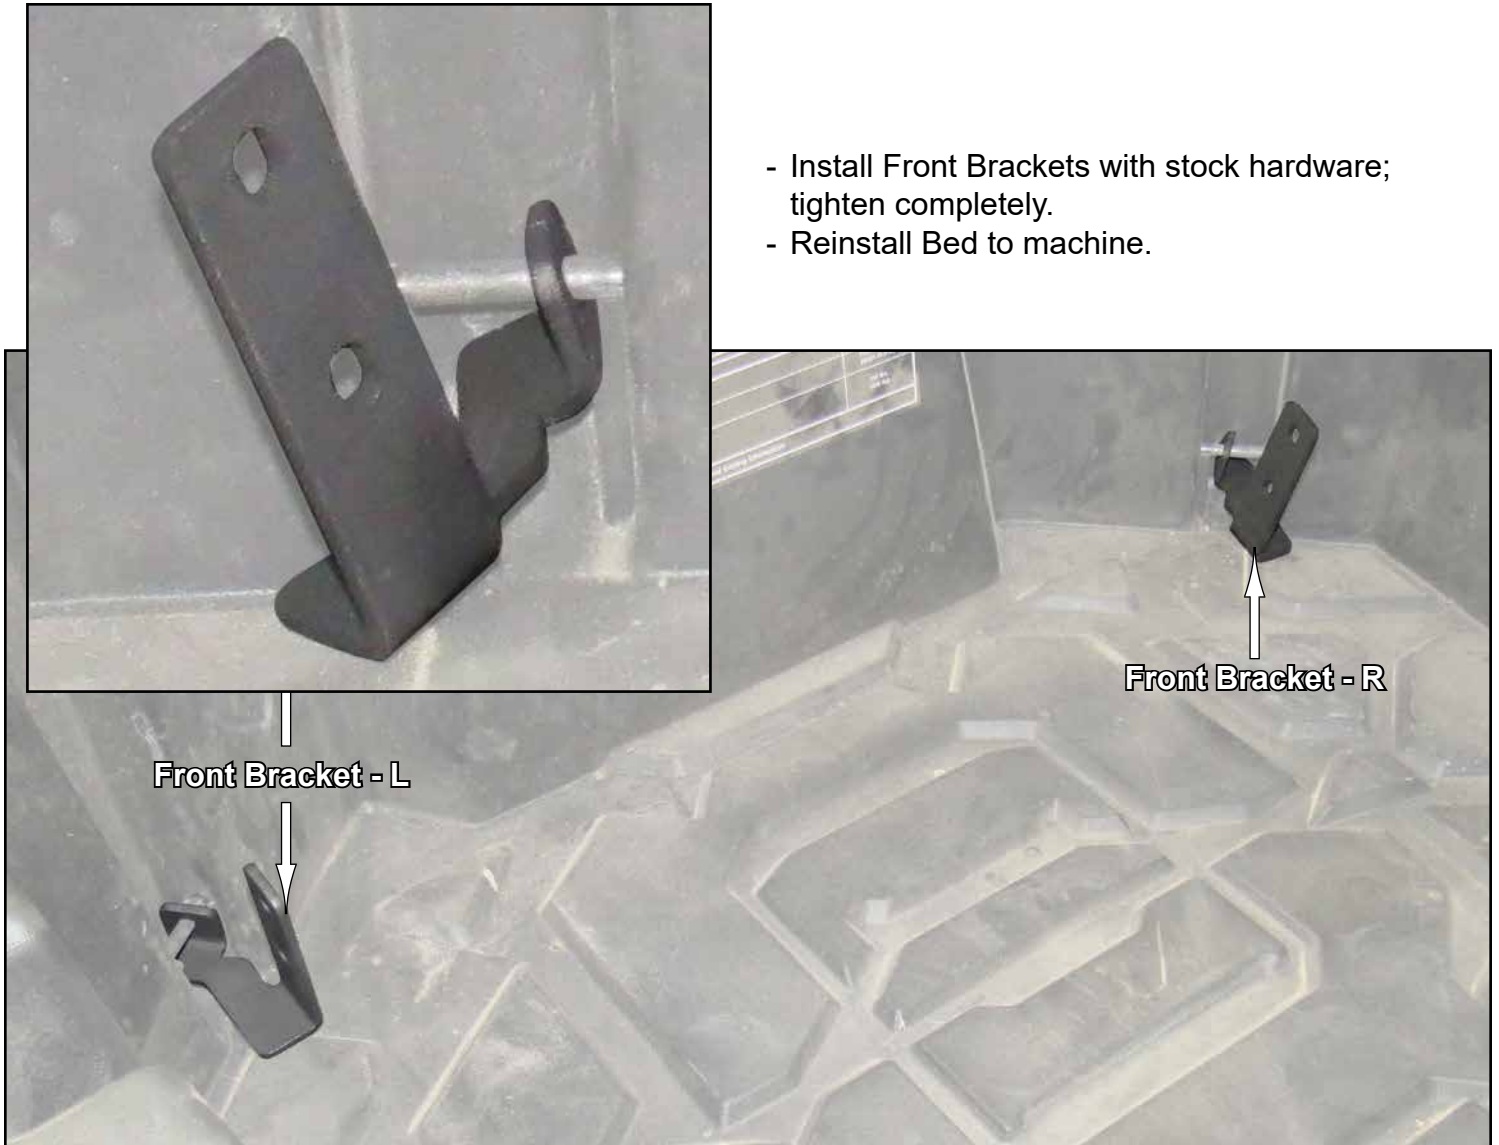 - Install Front Brackets with stock hardware;
tighten completely.
- Reinstall Bed to machine.
Front Bracket - R
Front Bracket - L